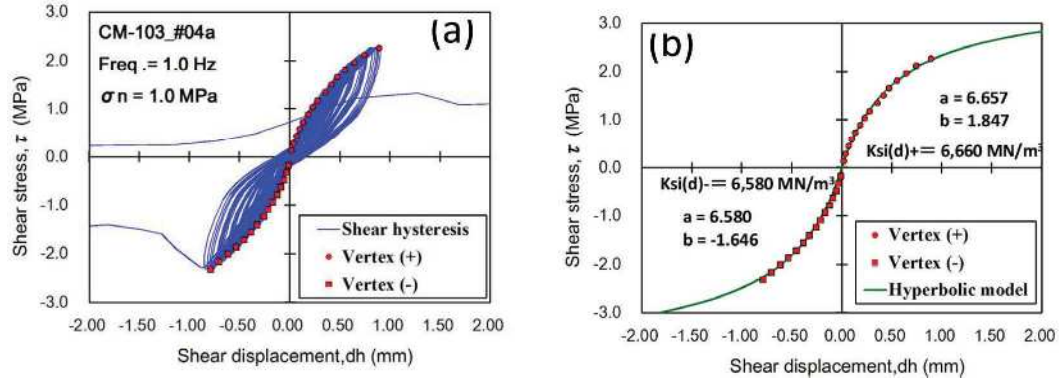 (a)
CM-103_#04a
Freq .= 1.0 Hz
σ n = 1.0 MPa
3.0
2.0
1.0
0.0
-1.0
-2.0
-3.0
Shear stress, τ (MPa)
Shear hysteresis
Vertex (+)
Vertex (-)
-2.00 -1.50 -1.00 -0.50 0.00 0.50 1.00 1.50 2.00
Shear displacement,dh (mm)
(b)
3.0
2.0
1.0
0.0
-1.0
-2.0
-3.0
Shear stress, τ (MPa)
a = 6.657
b = 1.847
Ksi(d)+= 6,660 MN/m³
Ksi(d)-= 6,580 MN/m³
a = 6.580
b = -1.646
Vertex (+)
Vertex (-)
Hyperbolic model
-2.00 -1.50 -1.00 -0.50 0.00 0.50 1.00 1.50 2.00
Shear displacement,dh (mm)